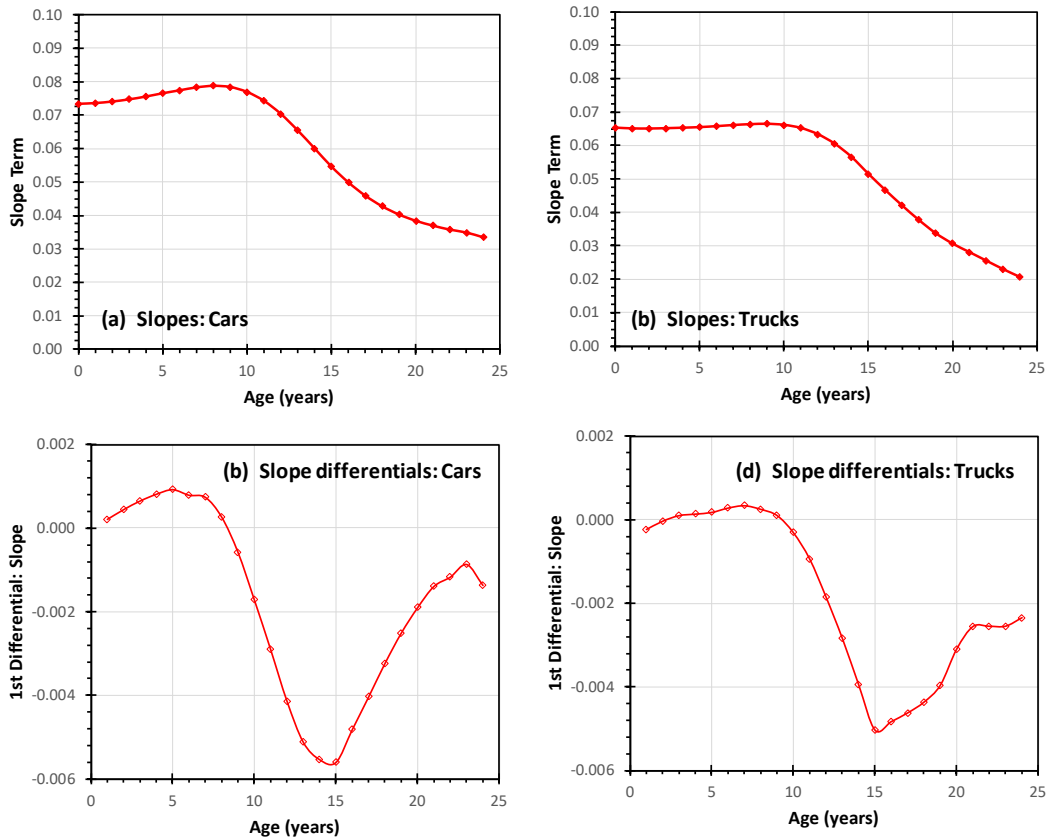 0.10
0.09
0.08
0.07
0.06
0.05
0.04
0.03
0.02
0.01
0.00
Slope Term
(a) Slopes: Cars
0 5 10 15 20 25
Age (years)
0.10
0.09
0.08
0.07
0.06
0.05
0.04
0.03
0.02
0.01
0.00
Slope Term
(b) Slopes: Trucks
0 5 10 15 20 25
Age (years)
0.002
0.000
-0.002
-0.004
-0.006
1st Differential: Slope
(b) Slope differentials: Cars
0 5 10 15 20 25
Age (years)
0.002
0.000
-0.002
-0.004
-0.006
1st Differential: Slope
(d) Slope differentials: Trucks
0 5 10 15 20 25
Age (years)